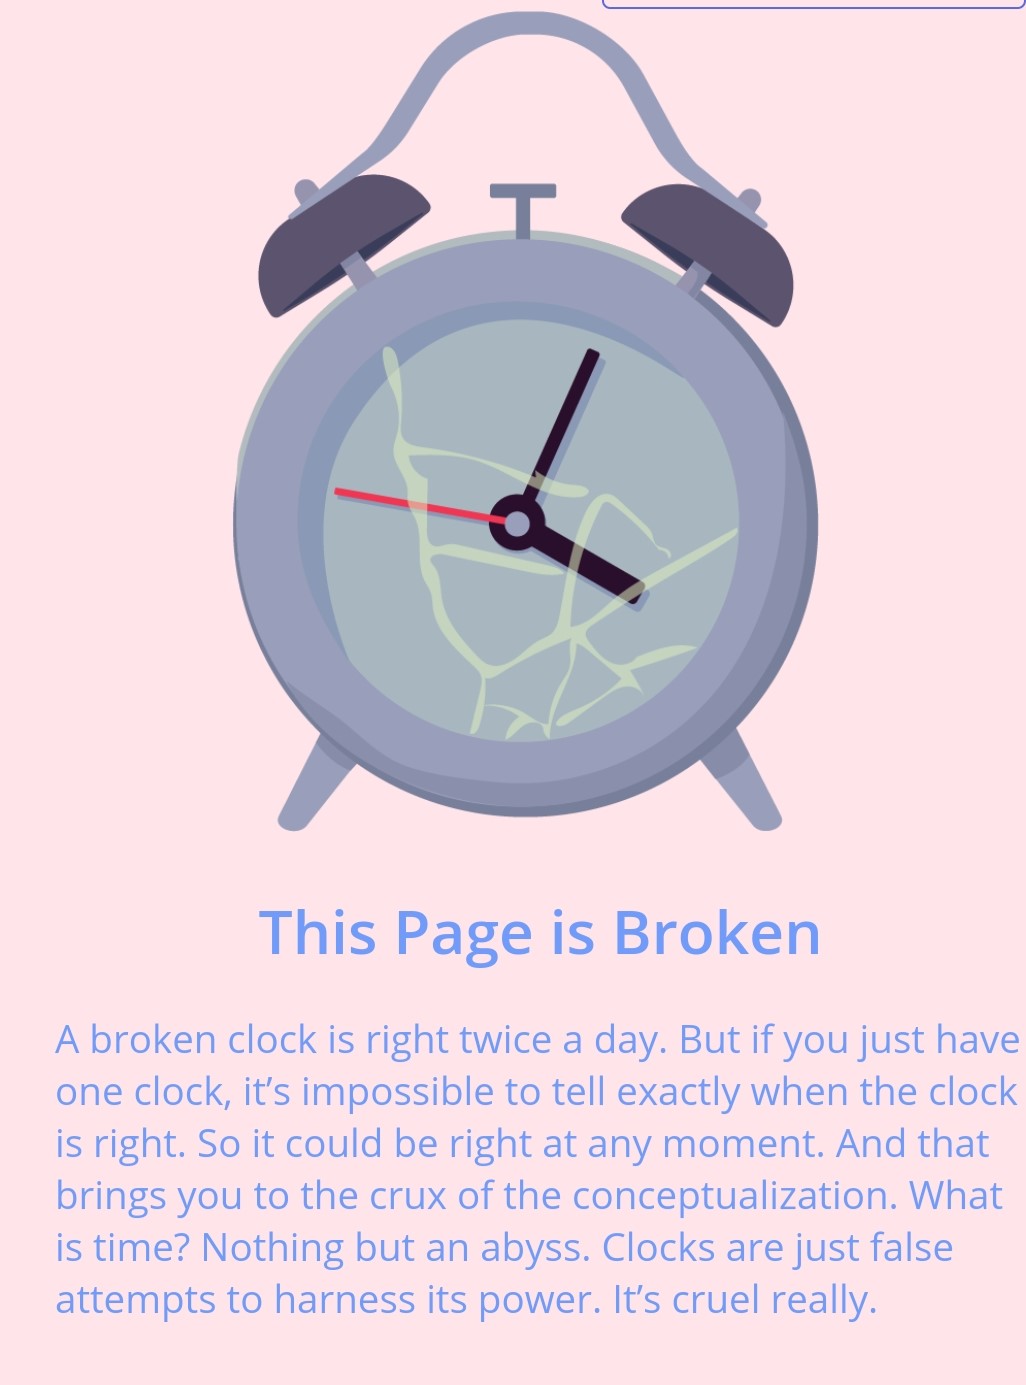 This Page is Broken
A broken clock is right twice a day. But if you just have
one clock, it’s impossible to tell exactly when the clock
is right. So it could be right at any moment. And that
brings you to the crux of the conceptualization. What
is time? Nothing but an abyss. Clocks are just false
attempts to harness its power. It’s cruel really.